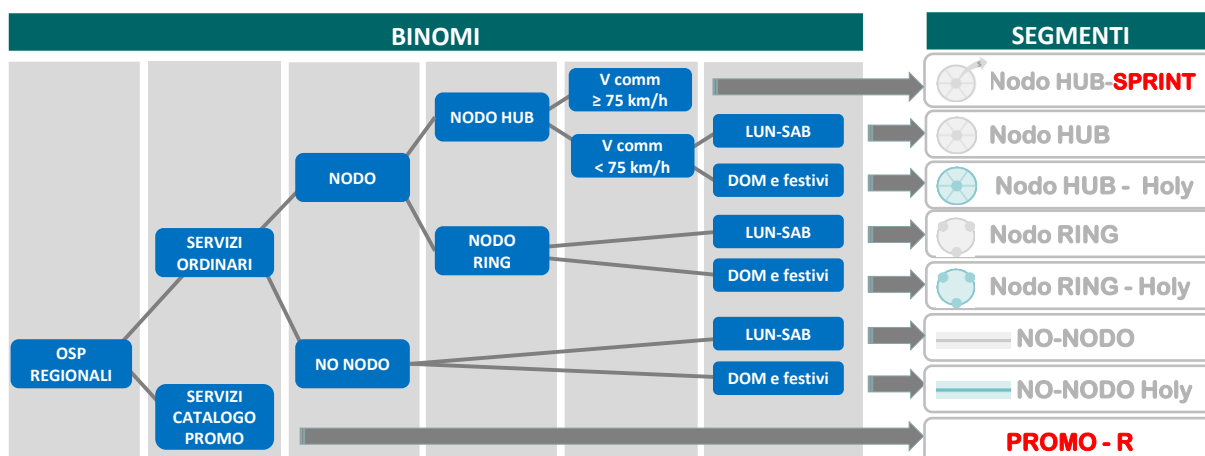 BINOMI
SEGMENTI
OSP
REGIONALI
SERVIZI
ORDINARI
SERVIZI
CATALOGO
PROMO
NODO
NO NODO
NODO HUB
NODO
RING
V comm
≥ 75 km/h
V comm
< 75 km/h
LUN-SAB
DOM e festivi
LUN-SAB
DOM e festivi
LUN-SAB
DOM e festivi
Nodo HUB-SPRINT
Nodo HUB
Nodo HUB - Holy
Nodo RING
Nodo RING - Holy
NO-NODO
NO-NODO Holy
PROMO - R